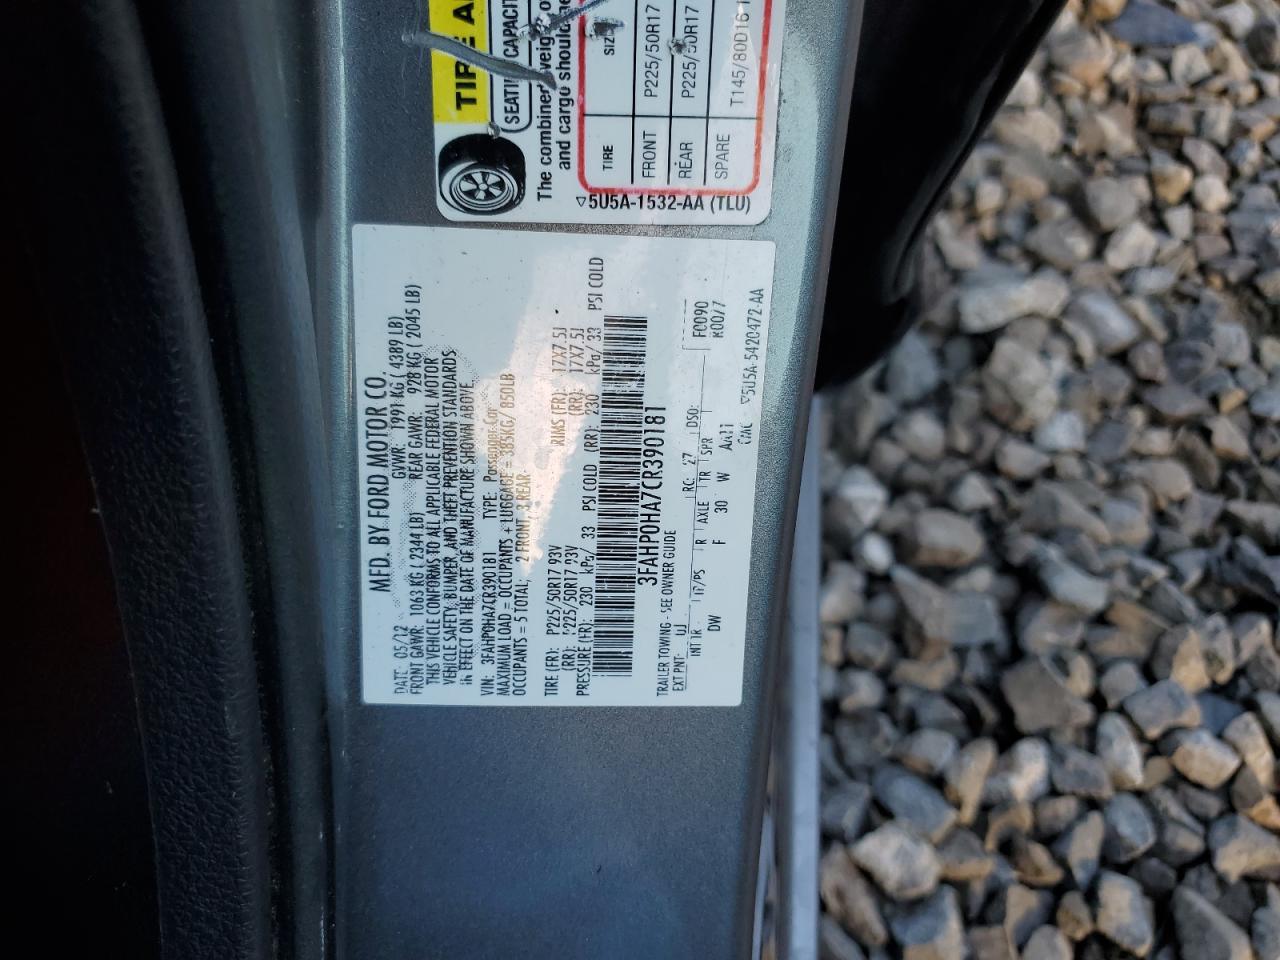 TIRE A
SEATING CAPACIT
The combined weight o
and cargo should
TIRE SIZ
FRONT P225/50R17
REAR P225/50R17
SPARE T145/80D16
▽5U5A-1532-AA (TLU)
MFD. BY FORD MOTOR CO.
DATE: 05/12 GVWR: 1991 KG ( 4389 LB)
FRONT GAWR: 1063 KG ( 2344 LB) REAR GAWR: 928 KG ( 2045 LB)
THIS VEHICLE CONFORMS TO ALL APPLICABLE FEDERAL MOTOR
VEHICLE SAFETY, BUMPER, AND THEFT PREVENTION STANDARDS
IN EFFECT ON THE DATE OF MANUFACTURE SHOWN ABOVE.
VIN: 3FAHP0HA7CR390181 TYPE: Passenger Car
MAXIMUM LOAD = OCCUPANTS + LUGGAGE = 385KG/ 850LB
OCCUPANTS = 5 TOTAL; 2 FRONT, 3 REAR
TIRE (FR): P225/50R17 93V RIMS (FR): 17X7.5J
(RR): P225/50R17 93V (RR): 17X7.5J
PRESSURE (FR): 230 kPa/ 33 PSI COLD (RR): 230 kPa/ 33 PSI COLD
3FAHP0HA7CR390181
TRAILER TOWING - SEE OWNER GUIDE
F0090
K00/7
EXT PNT: UJ RC: 27 DSO:
INT TR TP/PS R AXLE TR SPR
DW F 30 W AA11
CMC ▽5U5A-5420472-AA